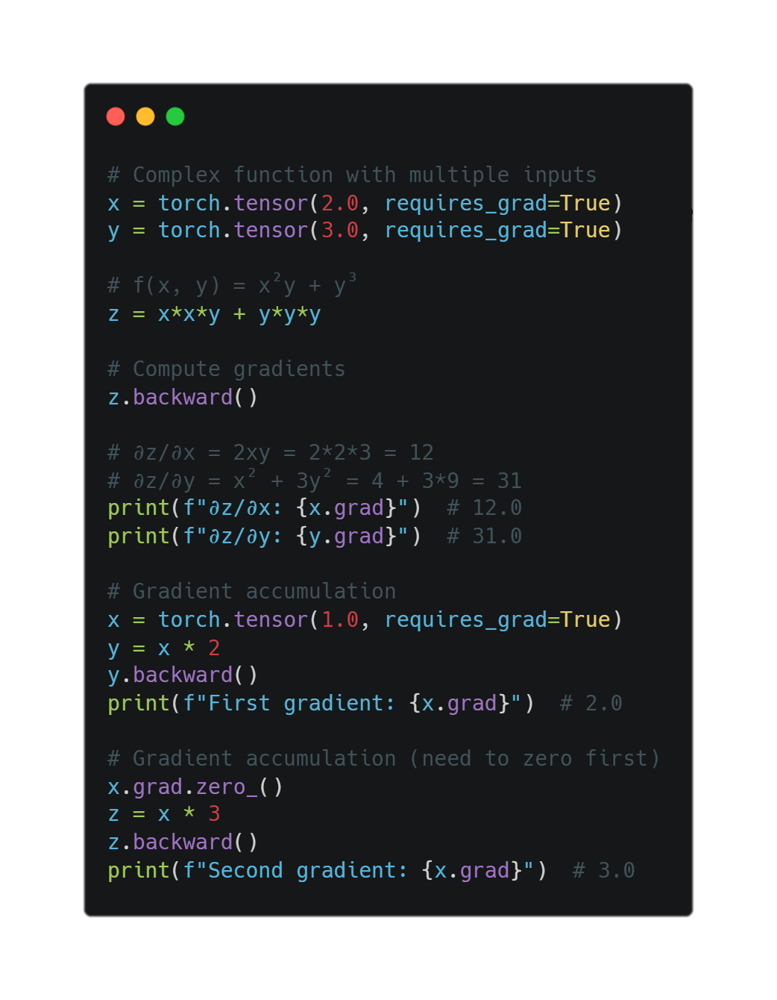 # Complex function with multiple inputs
x = torch.tensor(2.0, requires_grad=True)
y = torch.tensor(3.0, requires_grad=True)
# f(x, y) = x²y + y³
z = x*x*y + y*y*y
# Compute gradients
z.backward()
# ∂z/∂x = 2xy = 2*2*3 = 12
# ∂z/∂y = x² + 3y² = 4 + 3*9 = 31
print(f"∂z/∂x: {x.grad}")  # 12.0
print(f"∂z/∂y: {y.grad}")  # 31.0
# Gradient accumulation
x = torch.tensor(1.0, requires_grad=True)
y = x * 2
y.backward()
print(f"First gradient: {x.grad}")  # 2.0
# Gradient accumulation (need to zero first)
x.grad.zero_()
z = x * 3
z.backward()
print(f"Second gradient: {x.grad}")  # 3.0